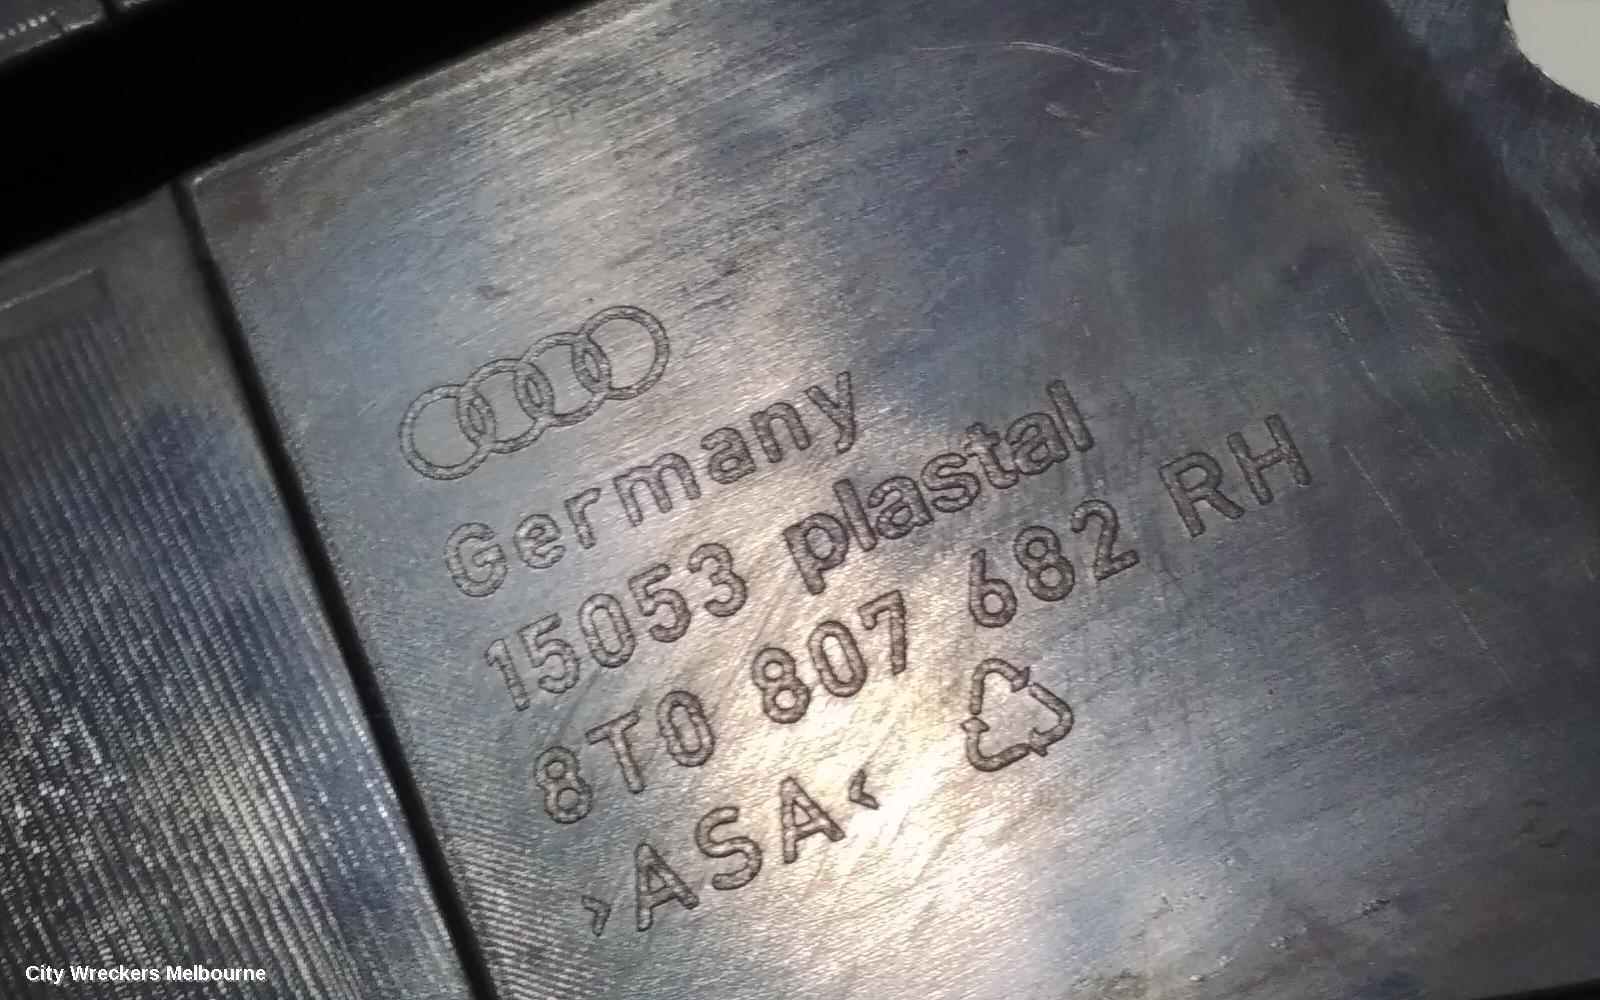 Germany
15053 plastal
8T0 807 682 RH
>ASA<
City Wreckers Melbourne